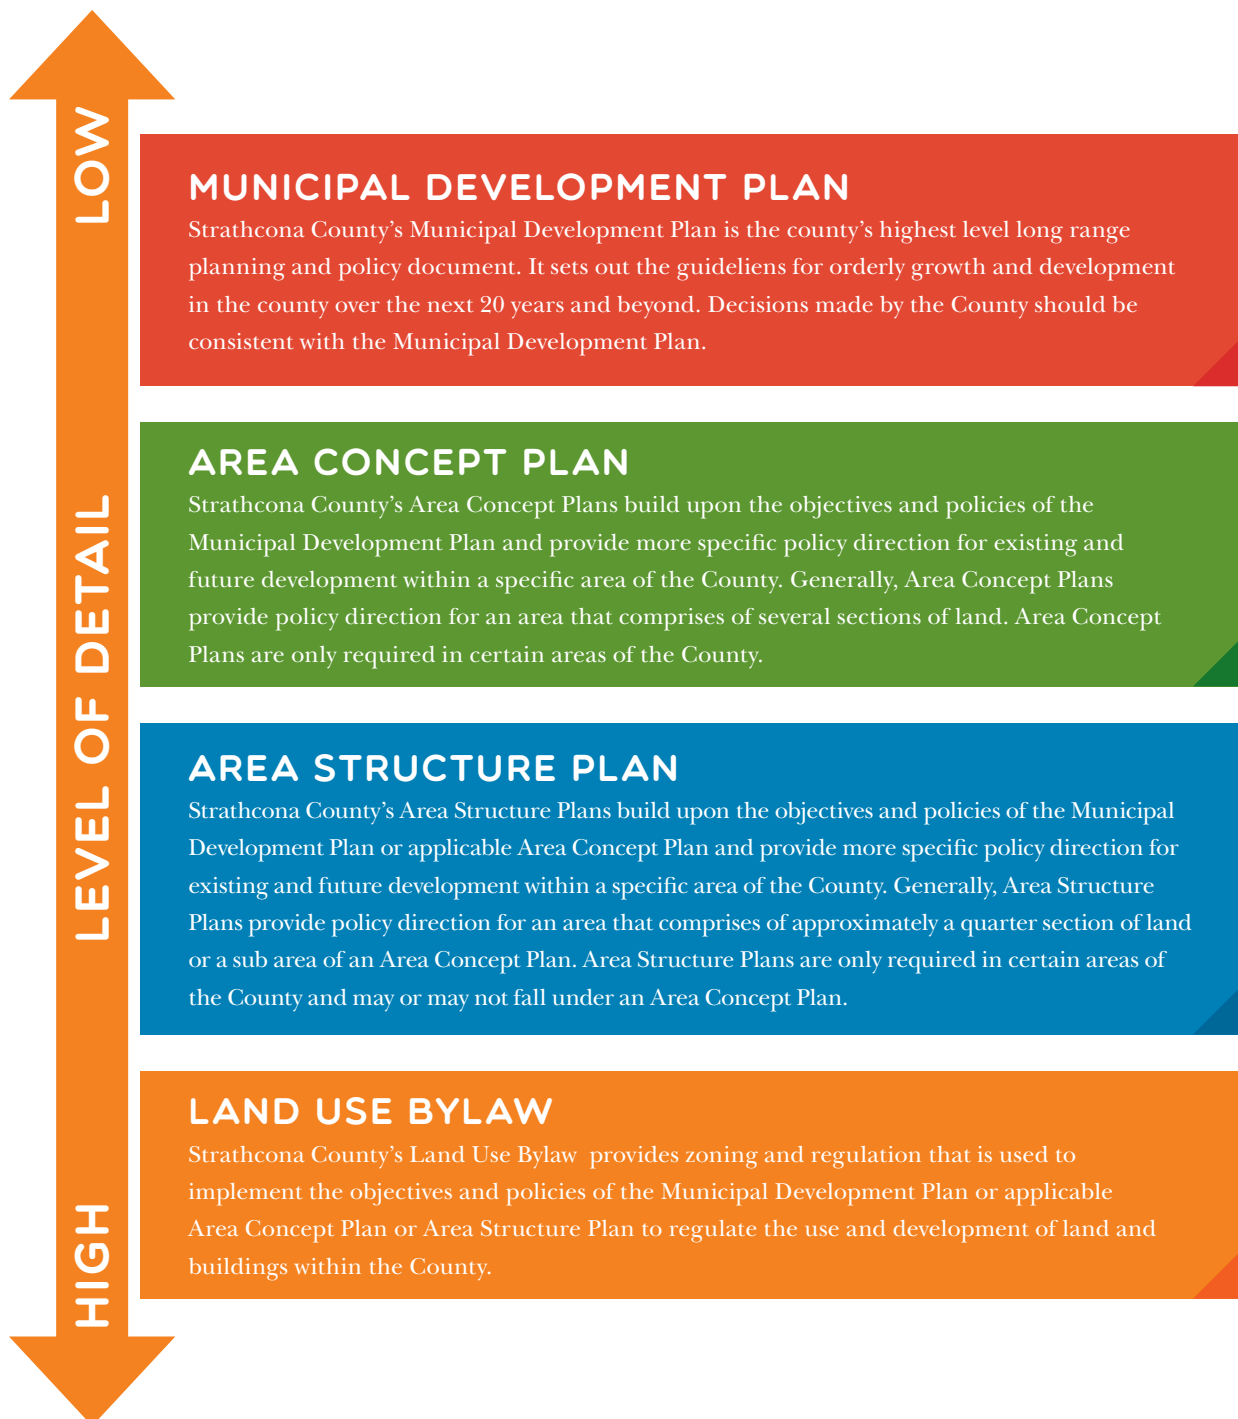 LOW
LEVEL OF DETAIL
HIGH
MUNICIPAL DEVELOPMENT PLAN
Strathcona County’s Municipal Development Plan is the county’s highest level long range
planning and policy document. It sets out the guideliens for orderly growth and development
in the county over the next 20 years and beyond. Decisions made by the County should be
consistent with the Municipal Development Plan.
AREA CONCEPT PLAN
Strathcona County’s Area Concept Plans build upon the objectives and policies of the
Municipal Development Plan and provide more specific policy direction for existing and
future development within a specific area of the County. Generally, Area Concept Plans
provide policy direction for an area that comprises of several sections of land. Area Concept
Plans are only required in certain areas of the County.
AREA STRUCTURE PLAN
Strathcona County’s Area Structure Plans build upon the objectives and policies of the Municipal
Development Plan or applicable Area Concept Plan and provide more specific policy direction for
existing and future development within a specific area of the County. Generally, Area Structure
Plans provide policy direction for an area that comprises of approximately a quarter section of land
or a sub area of an Area Concept Plan. Area Structure Plans are only required in certain areas of
the County and may or may not fall under an Area Concept Plan.
LAND USE BYLAW
Strathcona County’s Land Use Bylaw  provides zoning and regulation that is used to
implement the objectives and policies of the Municipal Development Plan or applicable
Area Concept Plan or Area Structure Plan to regulate the use and development of land and
buildings within the County.